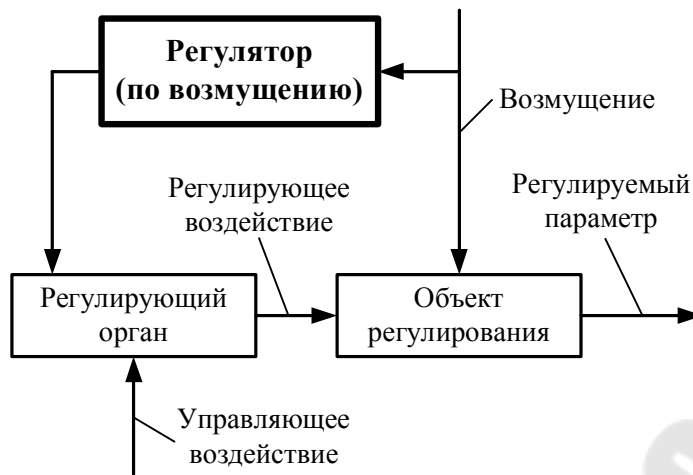 Регулятор
(по возмущению)
Возмущение
Регулирующее
воздействие
Регулируемый
параметр
Регулирующий
орган
Объект
регулирования
Управляющее
воздействие